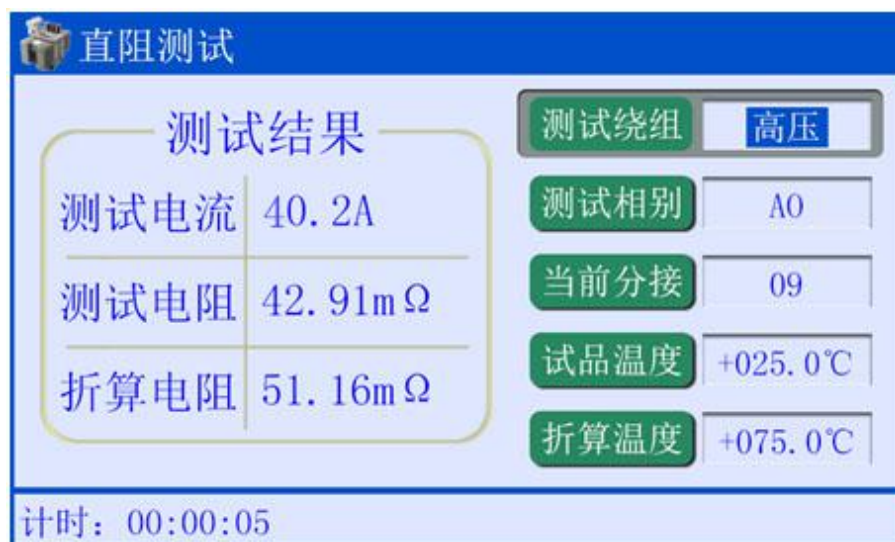 直阻测试
测试结果
测试电流 40.2A
测试电阻 42.91mΩ
折算电阻 51.16mΩ
测试绕组 高压
测试相别 AO
当前分接 09
试品温度 +025.0℃
折算温度 +075.0℃
计时：00:00:05